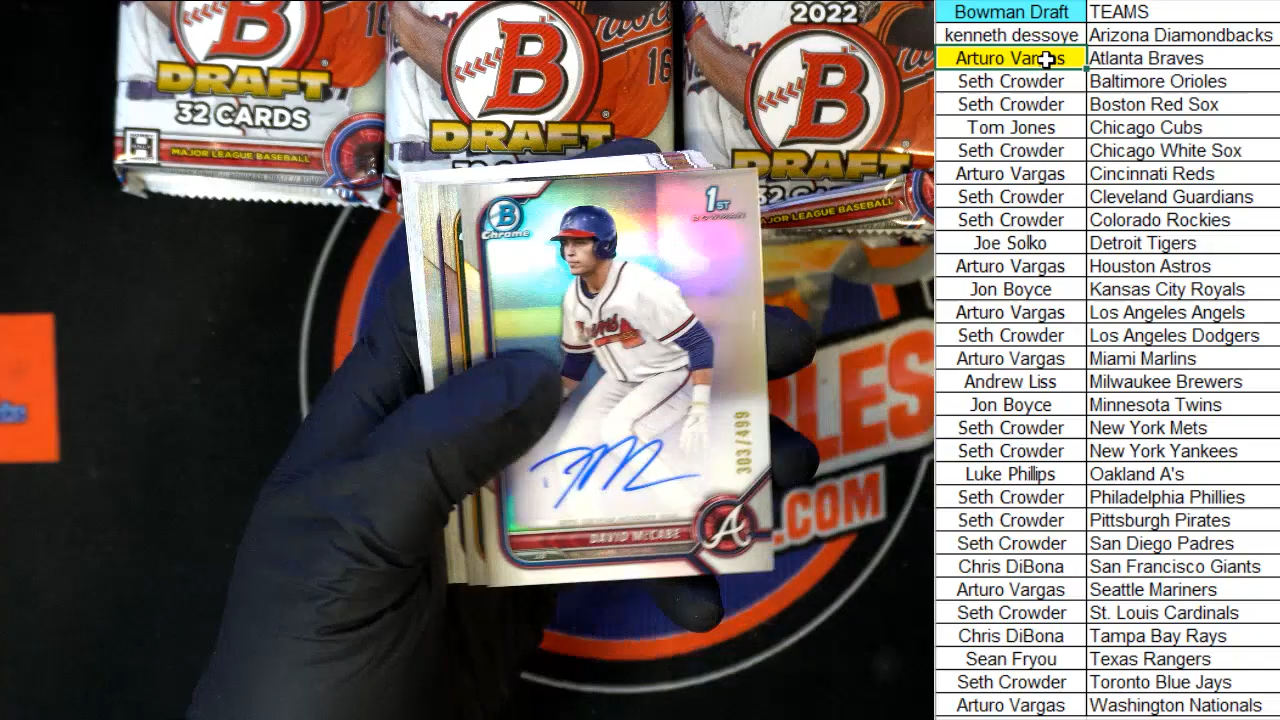 2022
16
B
DRAFT
32 CARDS
MAJOR LEAGUE BASEBALL
B
DRAFT
B
DRAFT
32 CA
MAJOR LEAGUE BASEBALL
B
Chrome
1ST
BOWMAN
Braves
303/499
DAVID McCABE
A
LES
.COM
Bowman Draft TEAMS
kenneth dessoye Arizona Diamondbacks
Arturo Vargas Atlanta Braves
Seth Crowder Baltimore Orioles
Seth Crowder Boston Red Sox
Tom Jones Chicago Cubs
Seth Crowder Chicago White Sox
Arturo Vargas Cincinnati Reds
Seth Crowder Cleveland Guardians
Seth Crowder Colorado Rockies
Joe Solko Detroit Tigers
Arturo Vargas Houston Astros
Jon Boyce Kansas City Royals
Arturo Vargas Los Angeles Angels
Seth Crowder Los Angeles Dodgers
Arturo Vargas Miami Marlins
Andrew Liss Milwaukee Brewers
Jon Boyce Minnesota Twins
Seth Crowder New York Mets
Seth Crowder New York Yankees
Luke Philips Oakland A's
Seth Crowder Philadelphia Phillies
Seth Crowder Pittsburgh Pirates
Seth Crowder San Diego Padres
Chris DiBona San Francisco Giants
Arturo Vargas Seattle Mariners
Seth Crowder St. Louis Cardinals
Chris DiBona Tampa Bay Rays
Sean Fryou Texas Rangers
Seth Crowder Toronto Blue Jays
Arturo Vargas Washington Nationals